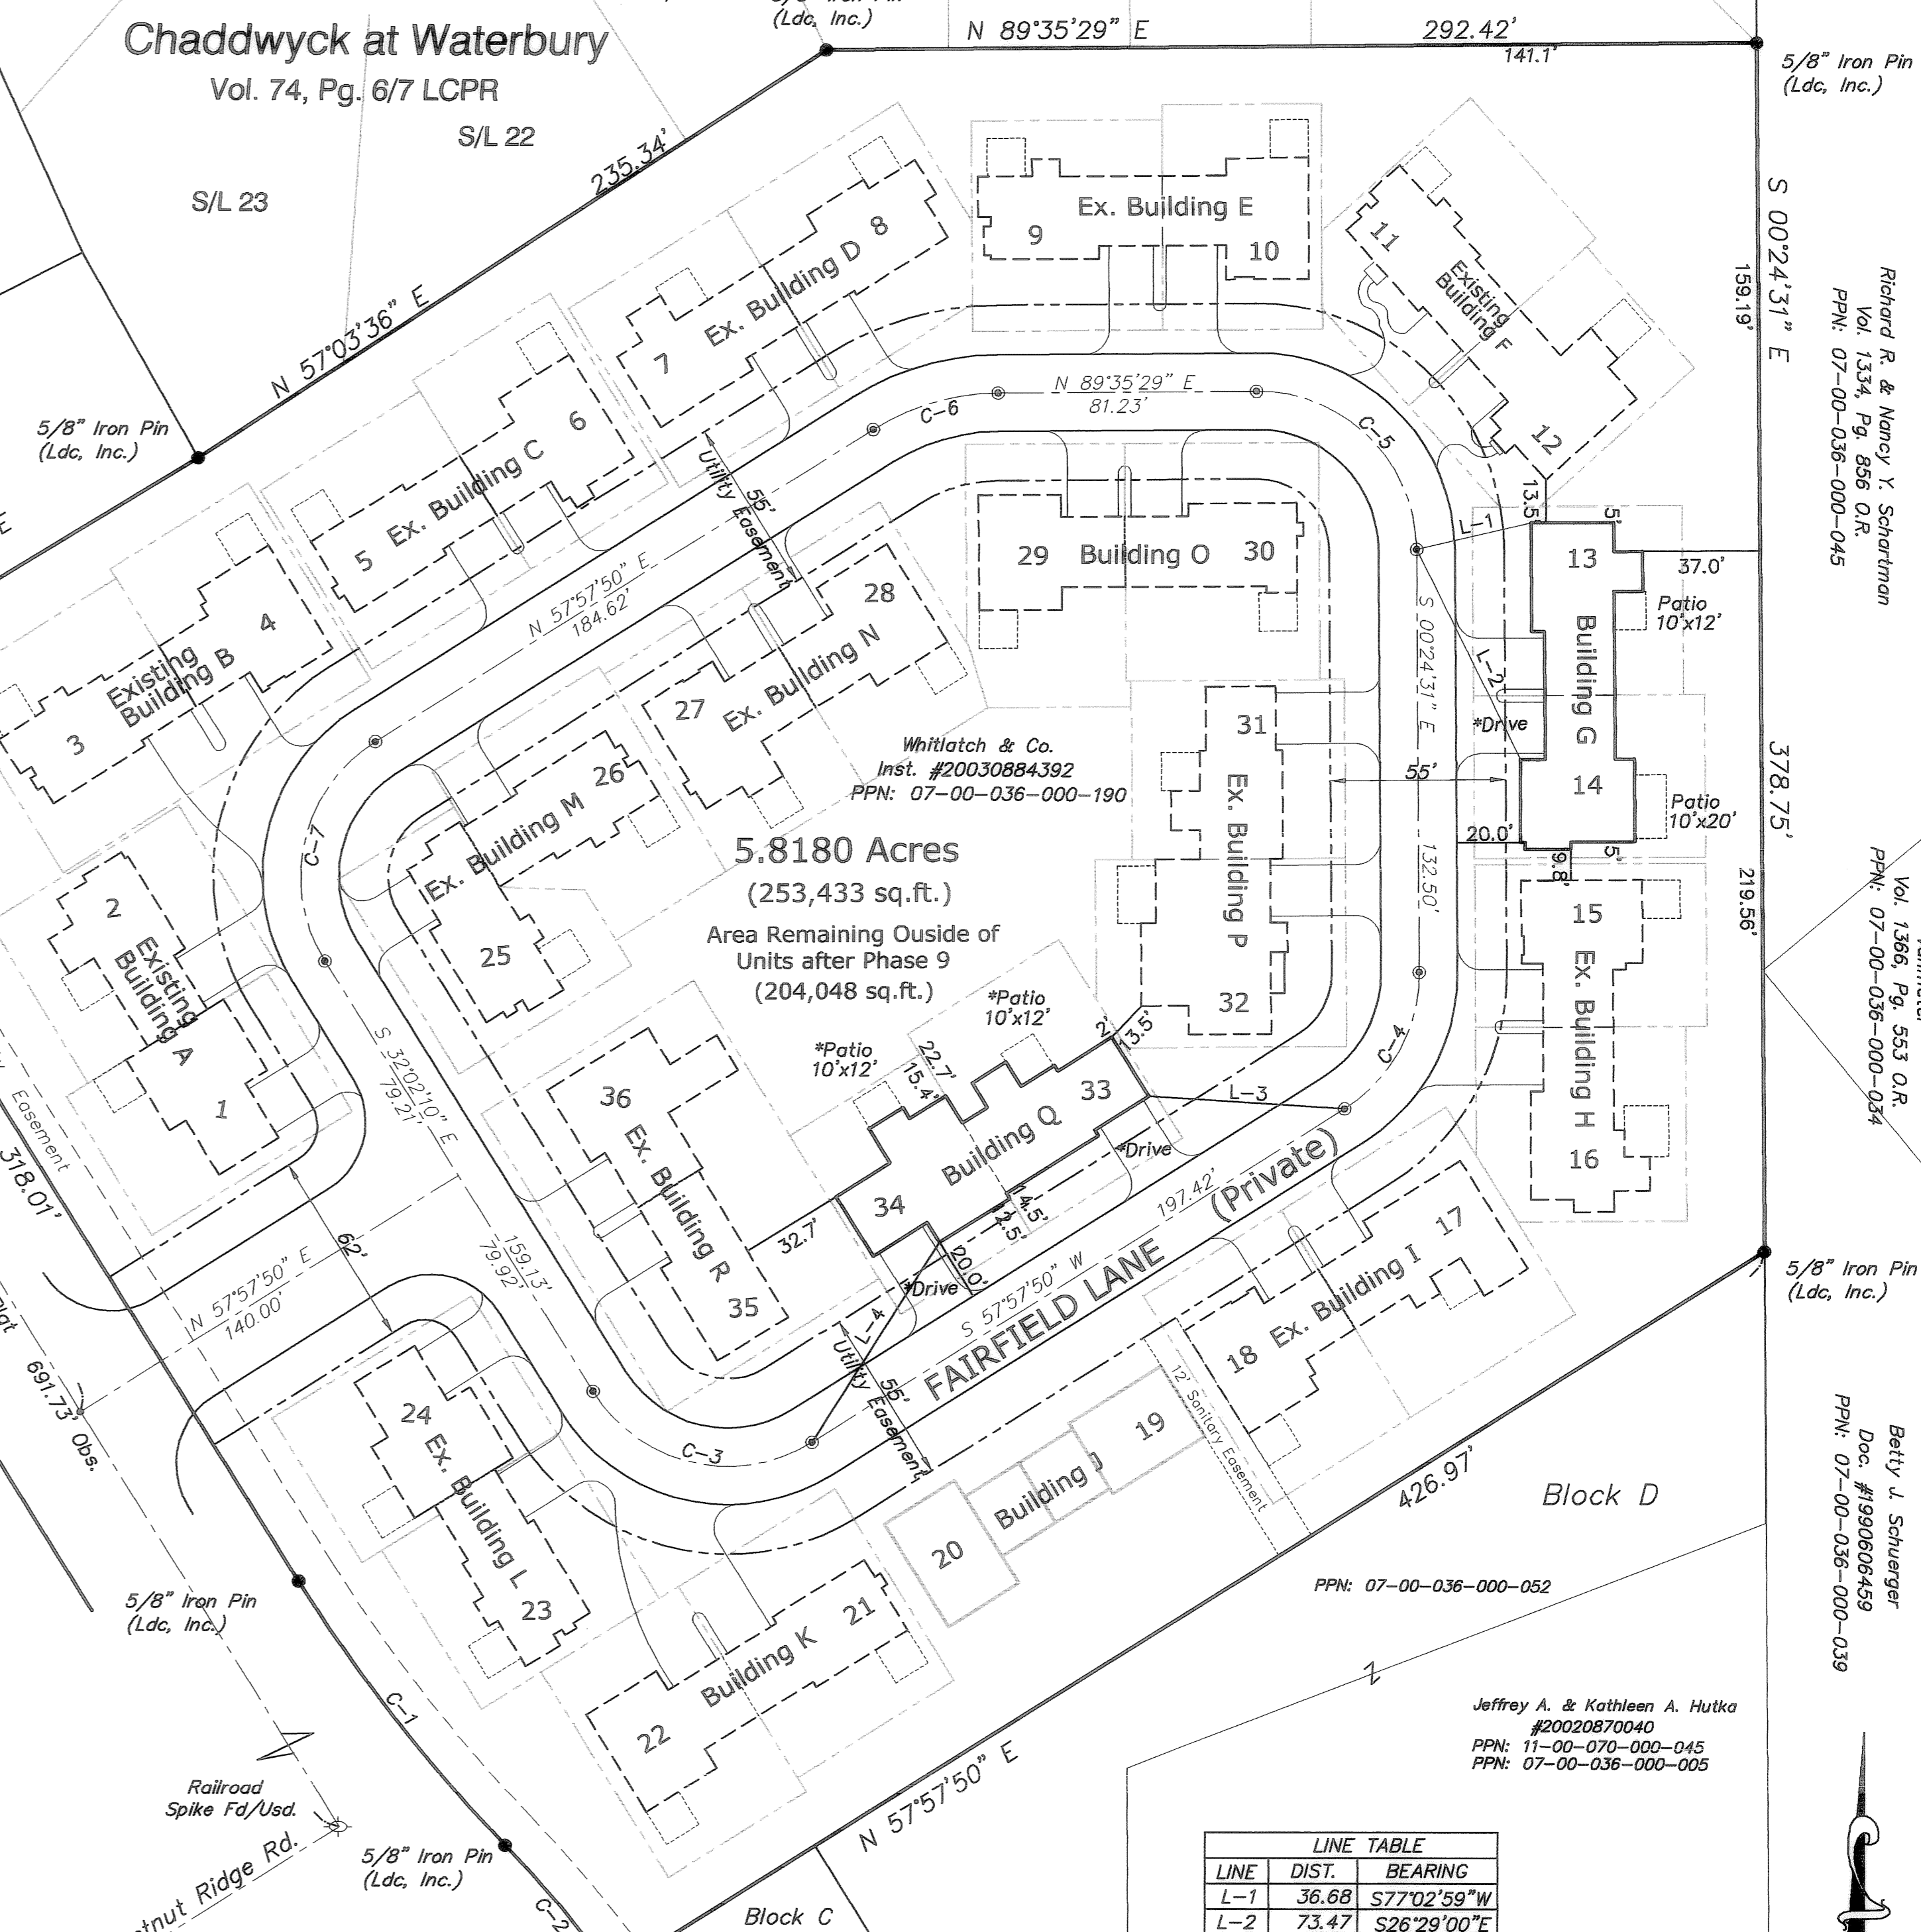 5/8" Iron Pin
(Ldc, Inc.)
N 89°35'29" E
292.42'
141.1'
5/8" Iron Pin
(Ldc, Inc.)
Chaddwyck at Waterbury
Vol. 74, Pg. 6/7 LCPR
S/L 22
S/L 23
235.34'
N 57°03'36" E
5/8" Iron Pin
(Ldc, Inc.)
E
S 00°24'31" E
159.19'
Richard R. & Nancy Y. Schartman
Vol. 1334, Pg. 856 O.R.
PPN: 07-00-036-000-045
8
Ex. Building D
7
Ex. Building E
9
10
11
Existing
Building F
12
6
Ex. Building C
5
4
Existing
Building B
3
N 89°35'29" E
81.23'
C-6
C-5
55'
Utility Easement
N 57°57'50" E
184.62'
28
Ex. Building N
27
29
Building O
30
13.5'
5'
L-1
13
37.0'
Patio
10'x12'
Building G
L-2
*Drive
S 00°24'31" E
14
Patio
10'x20'
55'
20.0'
132.50'
9.8'
5'
378.75'
219.56'
Vol. 1366, Pg. 553 O.R.
PPN: 07-00-036-000-034
26
Ex. Building M
25
C-7
Whitlatch & Co.
Inst. #20030884392
PPN: 07-00-036-000-190
5.8180 Acres
(253,433 sq.ft.)
Area Remaining Ouside of
Units after Phase 9
(204,048 sq.ft.)
31
Ex. Building P
32
15
Ex. Building H
16
2
Existing
Building A
1
S 32°02'10" E
79.21'
Easement
318.01'
*Patio
10'x12'
*Patio
10'x12'
22.7'
15.4'
2'
13.5'
33
Building Q
34
L-3
C-4
*Drive
36
Ex. Building R
35
32.7'
14.5'
12.5'
20.0'
*Drive
197.42'
(Private)
S 57°57'50" W
FAIRFIELD LANE
62'
159.13'
79.92'
N 57°57'50" E
140.00'
L-4
55'
Utility Easement
C-3
17
Ex. Building I
18
12' Sanitary Easement
5/8" Iron Pin
(Ldc, Inc.)
691.73' Obs.
24
Ex. Building L
23
19
Building J
20
426.97'
Block D
Betty J. Schuerger
Doc. #199606459
PPN: 07-00-036-000-039
PPN: 07-00-036-000-052
5/8" Iron Pin
(Ldc, Inc.)
21
Building K
22
C-1
Z
Jeffrey A. & Kathleen A. Hutka
#20020870040
PPN: 11-00-070-000-045
PPN: 07-00-036-000-005
N 57°57'50" E
Railroad
Spike Fd/Usd.
5/8" Iron Pin
(Ldc, Inc.)
Ridge Rd.
C-2
Block C
LINE TABLE
LINE DIST. BEARING
L-1 36.68 S77°02'59"W
L-2 73.47 S26°29'00"E